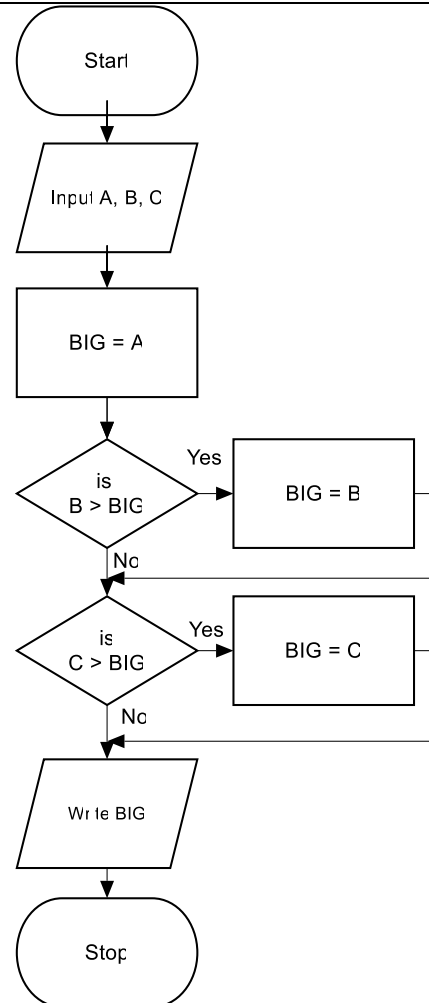 Start
Input A, B, C
BIG = A
is
B > BIG
Yes
BIG = B
No
is
C > BIG
Yes
BIG = C
No
Write BIG
Stop